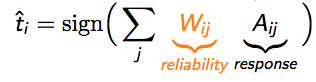 t̂ᵢ = sign( ∑ⱼ Wᵢⱼ Aᵢⱼ )
reliability response